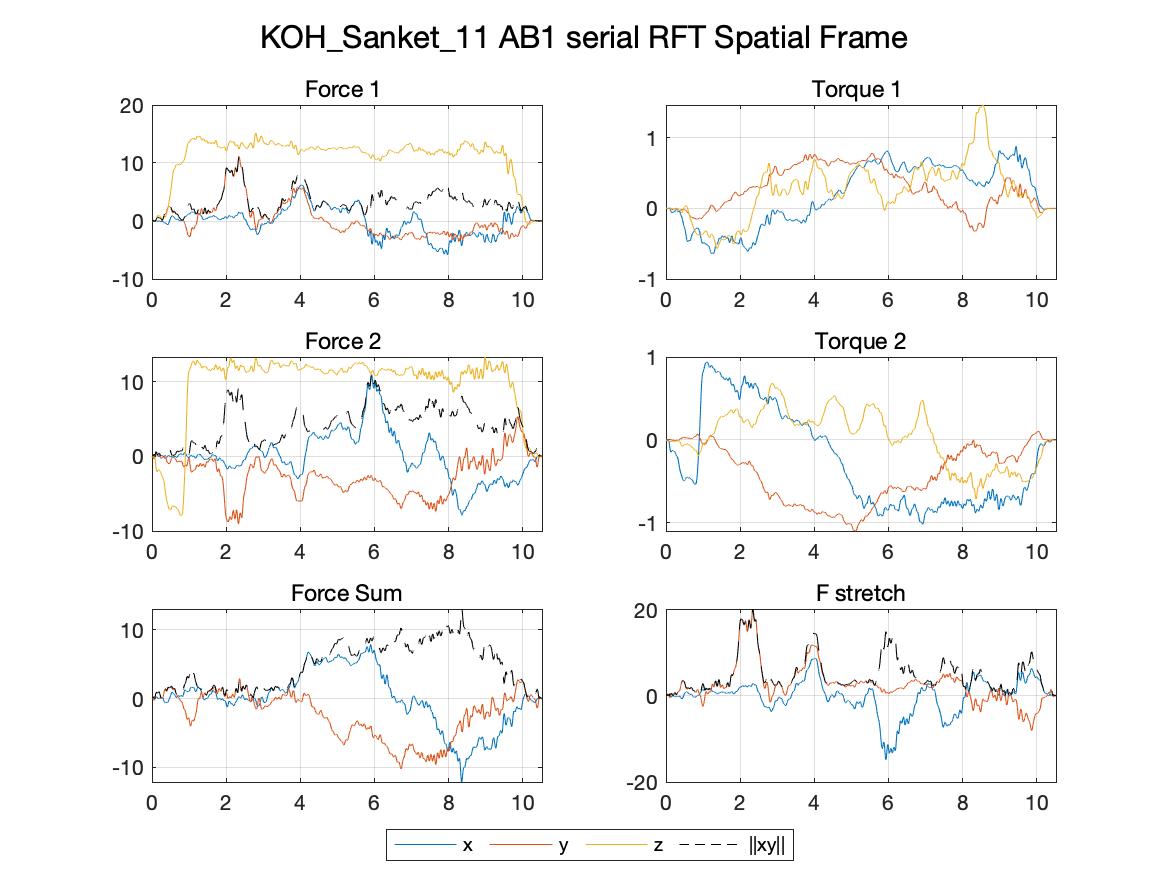 KOH_Sanket_11 AB1 serial RFT Spatial Frame
Force 1
20
10
0
-10
0 2 4 6 8 10
Torque 1
1
0
-1
0 2 4 6 8 10
Force 2
10
0
-10
0 2 4 6 8 10
Torque 2
1
0
-1
0 2 4 6 8 10
Force Sum
10
0
-10
0 2 4 6 8 10
F stretch
20
0
-20
0 2 4 6 8 10
x y z ||xy||